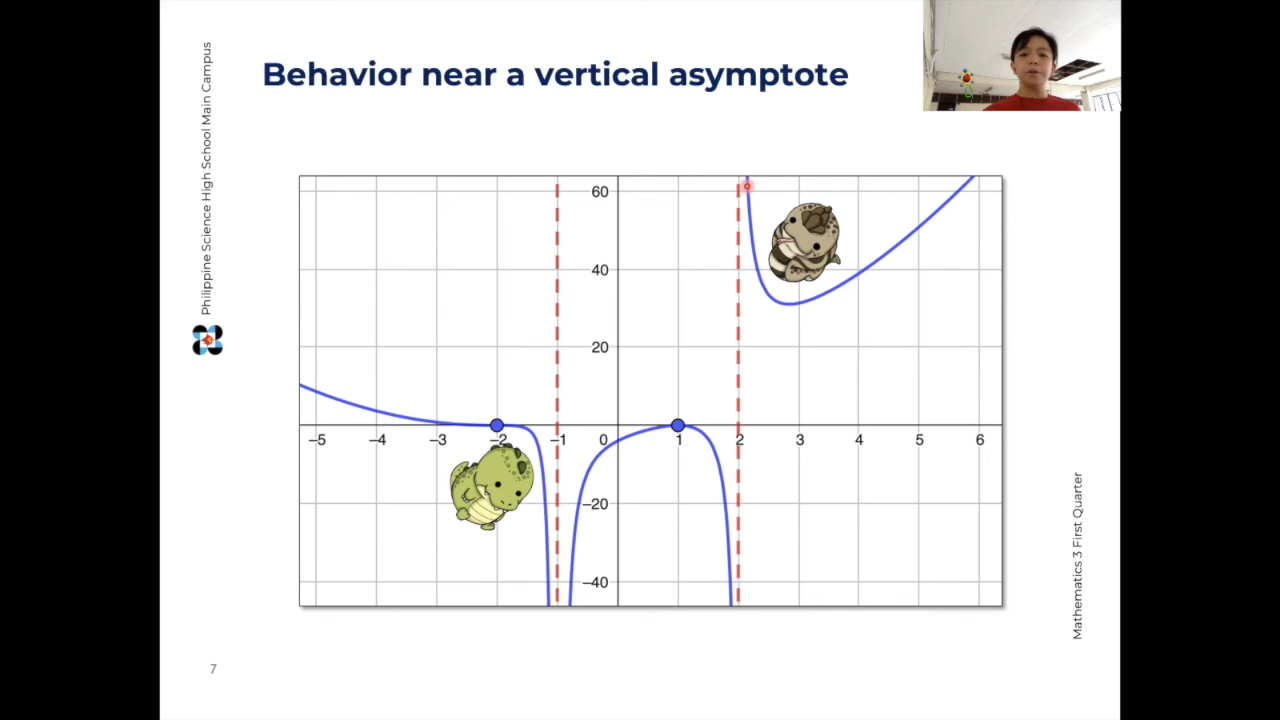 Behavior near a vertical asymptote
Philippine Science High School Main Campus
60
40
20
−5 −4 −3 −2 −1 0 1 2 3 4 5 6
−20
−40
Mathematics 3 First Quarter
7